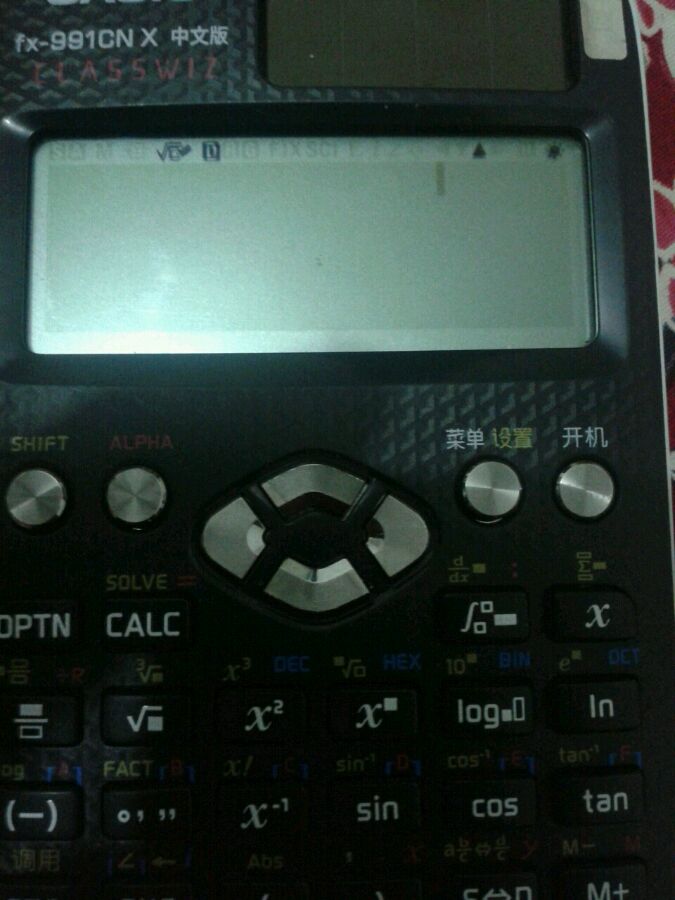 fx-991CN X 中文版
CLASSWIZ
√▢✓ D
SHIFT ALPHA 菜单 设置 开机
SOLVE = d/dx■ : Σ▯=
OPTN CALC ∫▯▯■ x
÷R ³√■ x³ DEC ■√▯ HEX 10■ BIN e■ OCT
√■ x² x■ log■▯ ln
A FACT B x! C sin⁻¹ D cos⁻¹ E tan⁻¹ F
(−) °,,, x⁻¹ sin cos tan
调用 ∠ ← Abs , x a b/c⇔d/c y M− M
( ) S⇔D M+